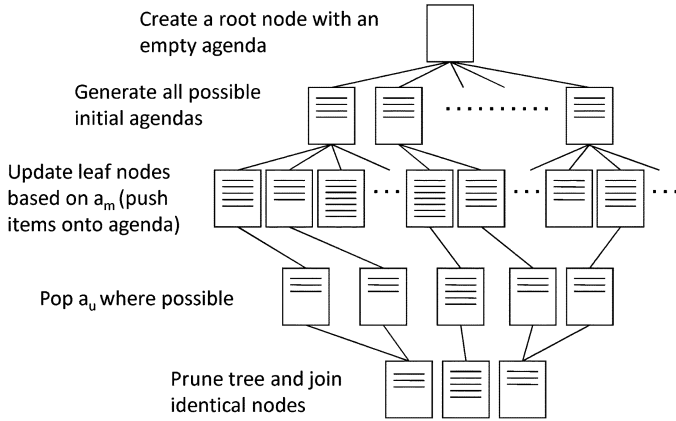 Create a root node with an
empty agenda
Generate all possible
initial agendas
Update leaf nodes
based on aₘ (push
items onto agenda)
Pop aᵤ where possible
Prune tree and join
identical nodes